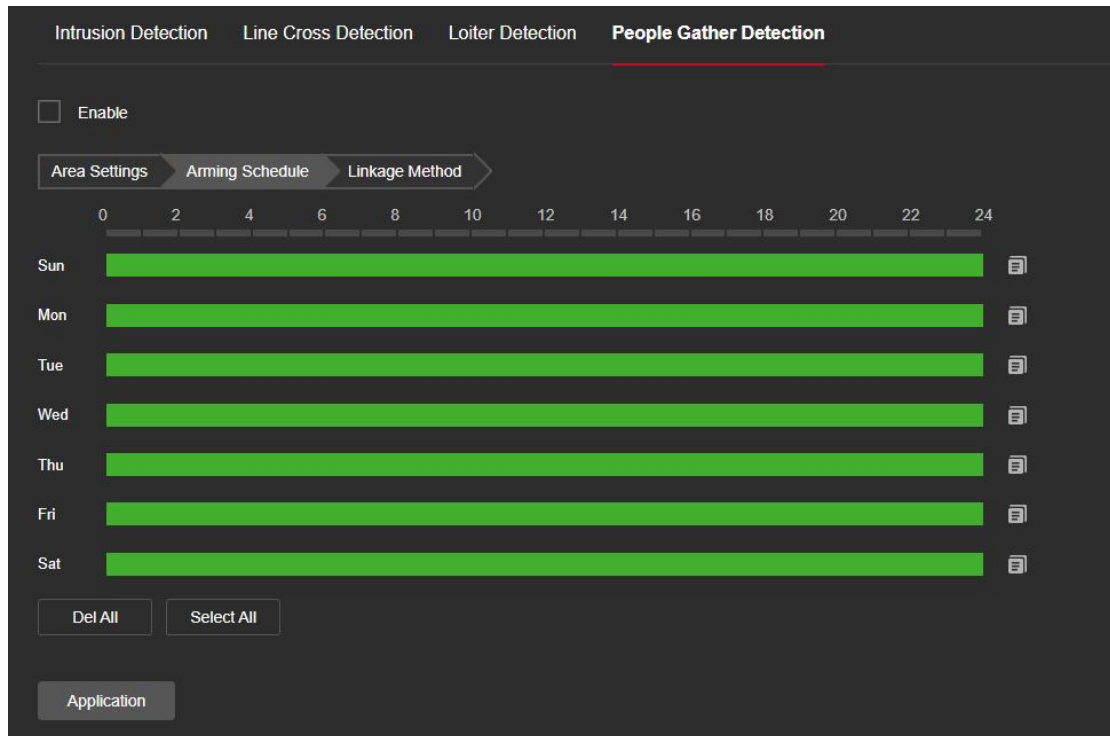 Intrusion Detection Line Cross Detection Loiter Detection People Gather Detection
Enable
Area Settings Arming Schedule Linkage Method
0 2 4 6 8 10 12 14 16 18 20 22 24
Sun
Mon
Tue
Wed
Thu
Fri
Sat
Del All Select All
Application